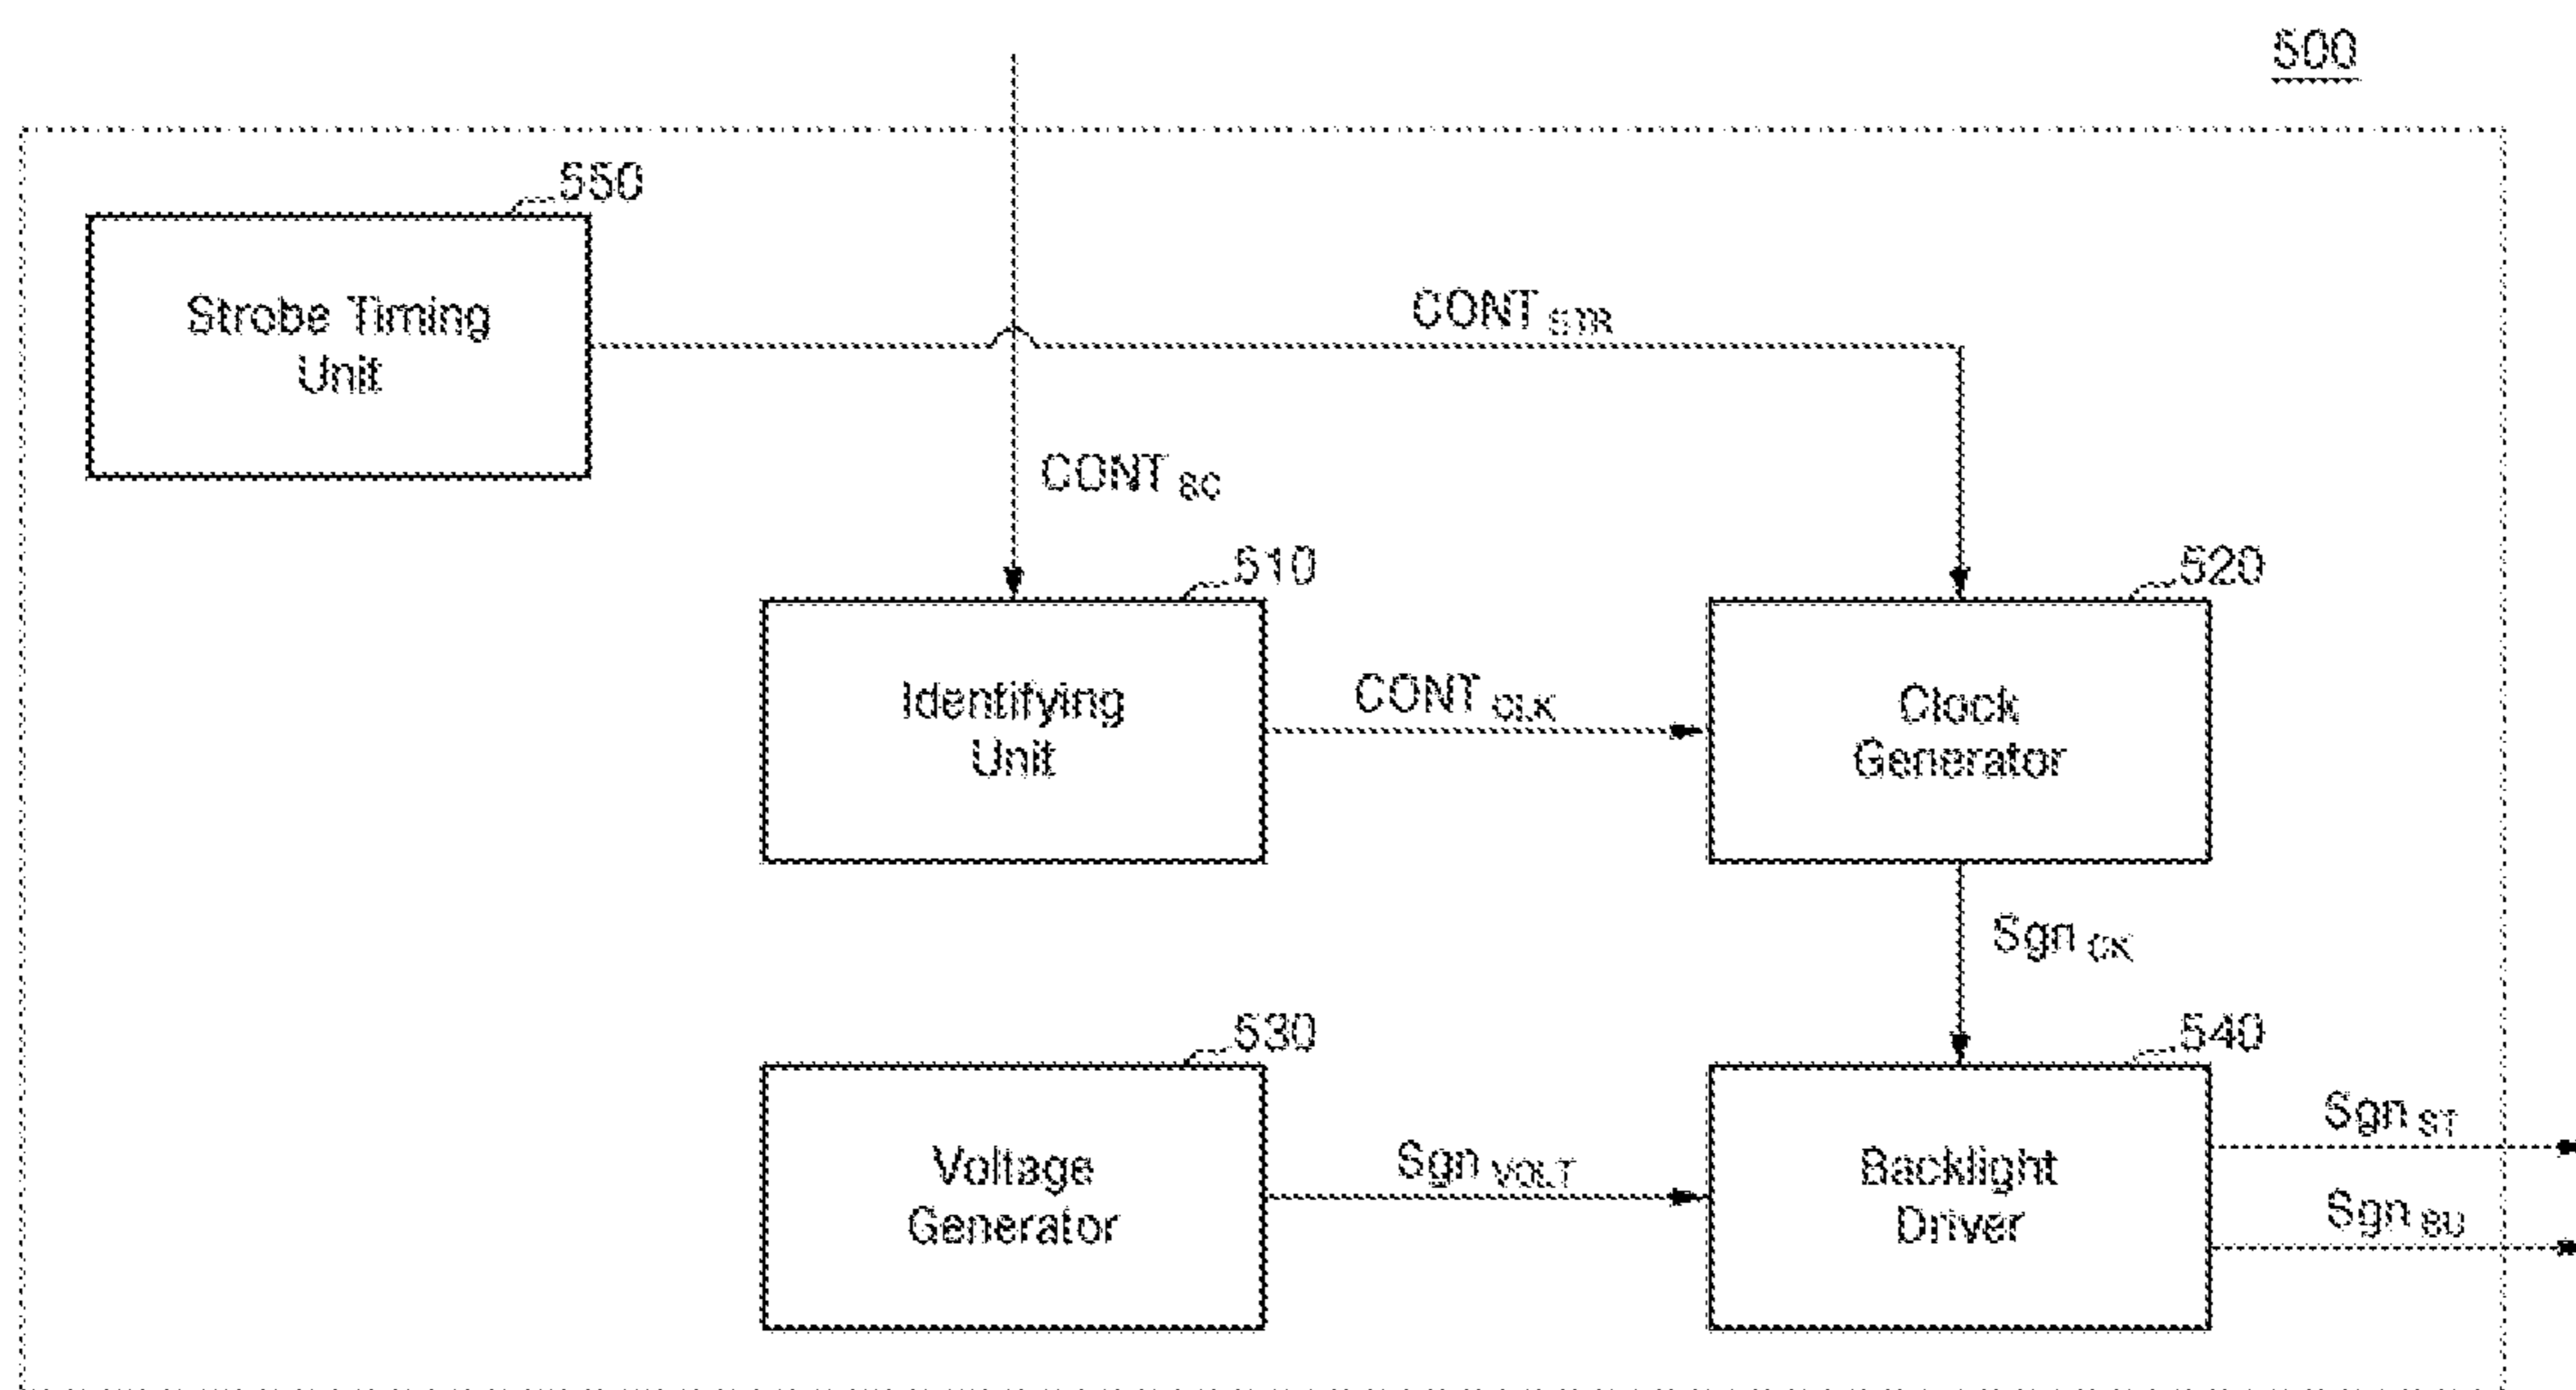 500
550
Strobe Timing
Unit
CONT STR
CONT BC
510
Identifying
Unit
CONT CLK
520
Clock
Generator
Sgn CK
530
Voltage
Generator
Sgn VOLT
540
Backlight
Driver
Sgn ST
Sgn BU